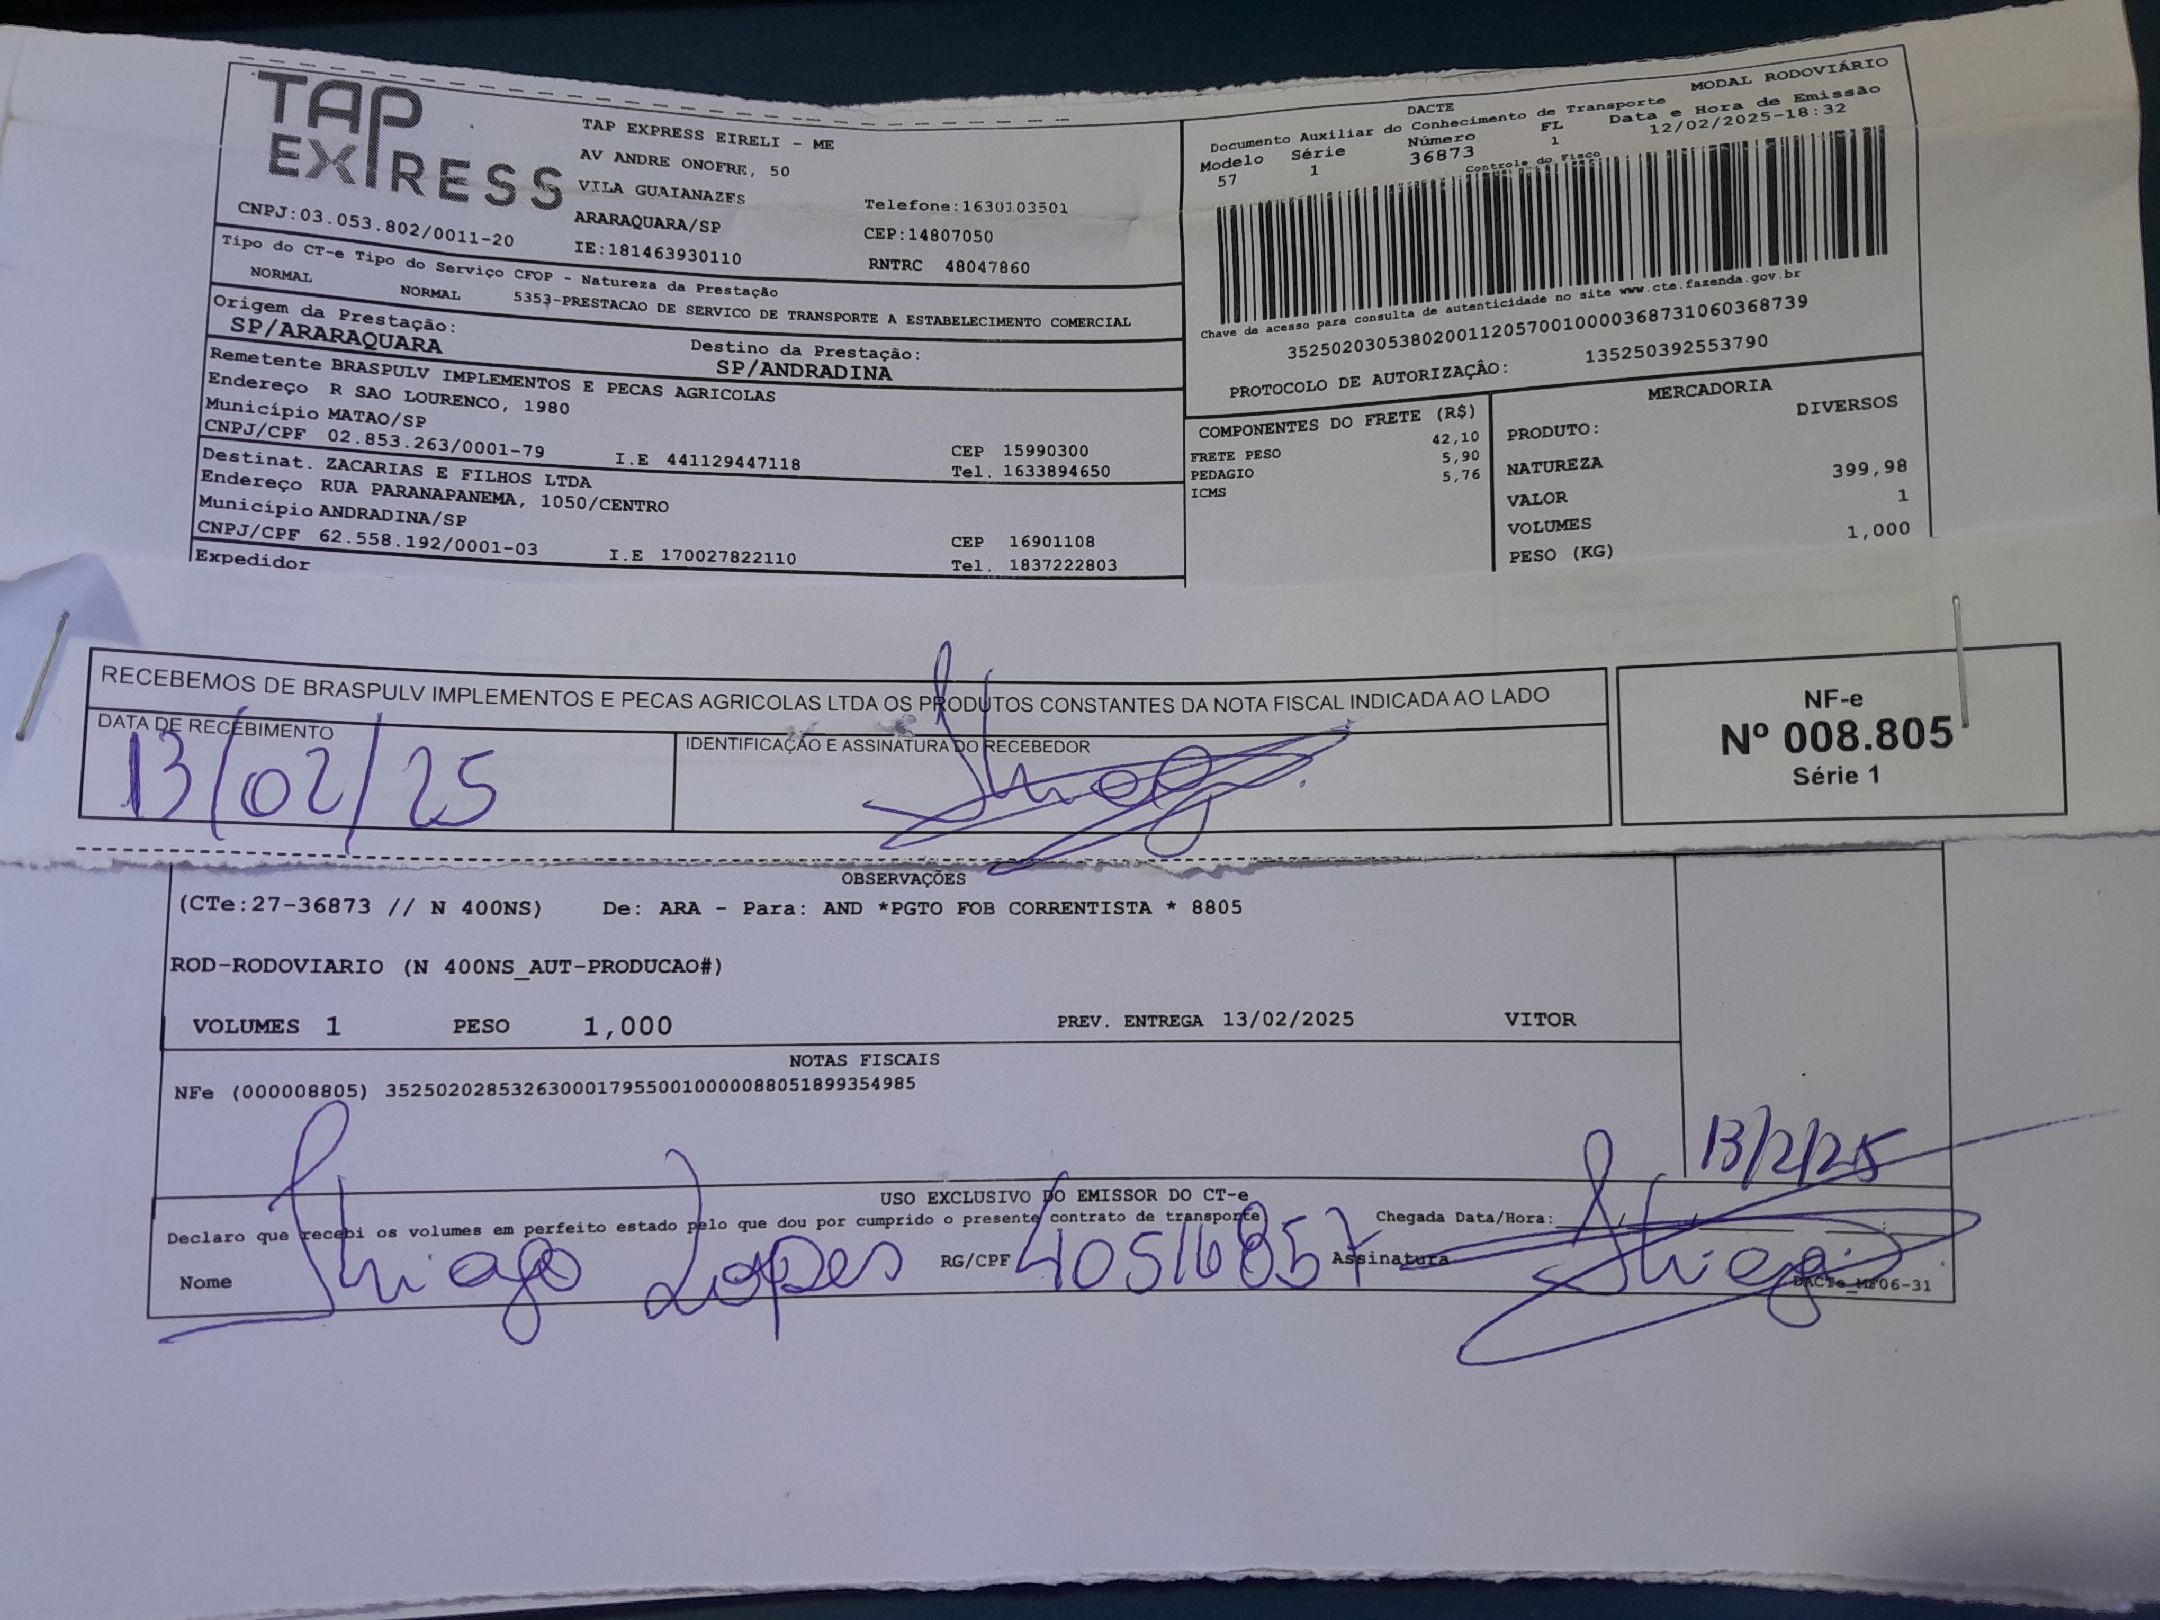 TAP EXPRESS
TAP EXPRESS EIRELI - ME
AV ANDRE ONOFRE, 50
VILA GUAIANAZES
Telefone:1630103501
ARARAQUARA/SP
CEP:14807050
CNPJ:03.053.802/0011-20
IE:181463930110
RNTRC 48047860
Tipo do CT-e Tipo do Serviço CFOP - Natureza da Prestação
NORMAL NORMAL 5353-PRESTACAO DE SERVICO DE TRANSPORTE A ESTABELECIMENTO COMERCIAL
Origem da Prestação:
SP/ARARAQUARA
Destino da Prestação:
SP/ANDRADINA
Remetente BRASPULV IMPLEMENTOS E PECAS AGRICOLAS
Endereço R SAO LOURENCO, 1980
Município MATAO/SP
CEP 15990300
CNPJ/CPF 02.853.263/0001-79 I.E 441129447118 Tel. 1633894650
Destinat. ZACARIAS E FILHOS LTDA
Endereço RUA PARANAPANEMA, 1050/CENTRO
Município ANDRADINA/SP
CEP 16901108
CNPJ/CPF 62.558.192/0001-03 I.E 170027822110 Tel. 1837222803
Expedidor
DACTE
MODAL RODOVIÁRIO
Documento Auxiliar do Conhecimento de Transporte
Modelo Série Número FL Data e Hora de Emissão
57 1 36873 1 12/02/2025-18:32
Controle do Fisco
Chave de acesso para consulta de autenticidade no site www.cte.fazenda.gov.br
35250203053802001120570010000368731060368739
PROTOCOLO DE AUTORIZAÇÂO: 135250392553790
COMPONENTES DO FRETE (R$)
FRETE PESO 42,10
PEDAGIO 5,90
ICMS 5,76
MERCADORIA
PRODUTO: DIVERSOS
NATUREZA
VALOR 399,98
VOLUMES 1
PESO (KG) 1,000
RECEBEMOS DE BRASPULV IMPLEMENTOS E PECAS AGRICOLAS LTDA OS PRODUTOS CONSTANTES DA NOTA FISCAL INDICADA AO LADO
DATA DE RECEBIMENTO
13/02/25
IDENTIFICAÇÃO E ASSINATURA DO RECEBEDOR
Thiago
NF-e
Nº 008.805
Série 1
OBSERVAÇÕES
(CTe:27-36873 // N 400NS) De: ARA - Para: AND *PGTO FOB CORRENTISTA * 8805
ROD-RODOVIARIO (N 400NS_AUT-PRODUCAO#)
VOLUMES 1 PESO 1,000 PREV. ENTREGA 13/02/2025 VITOR
NOTAS FISCAIS
NFe (000008805) 35250202853263000179550010000088051899354985
13/2/25
USO EXCLUSIVO DO EMISSOR DO CT-e
Declaro que recebi os volumes em perfeito estado pelo que dou por cumprido o presente contrato de transporte Chegada Data/Hora:
Nome Thiago Lopes RG/CPF 40516857 Assinatura Thiago
DACTe_MF06-31